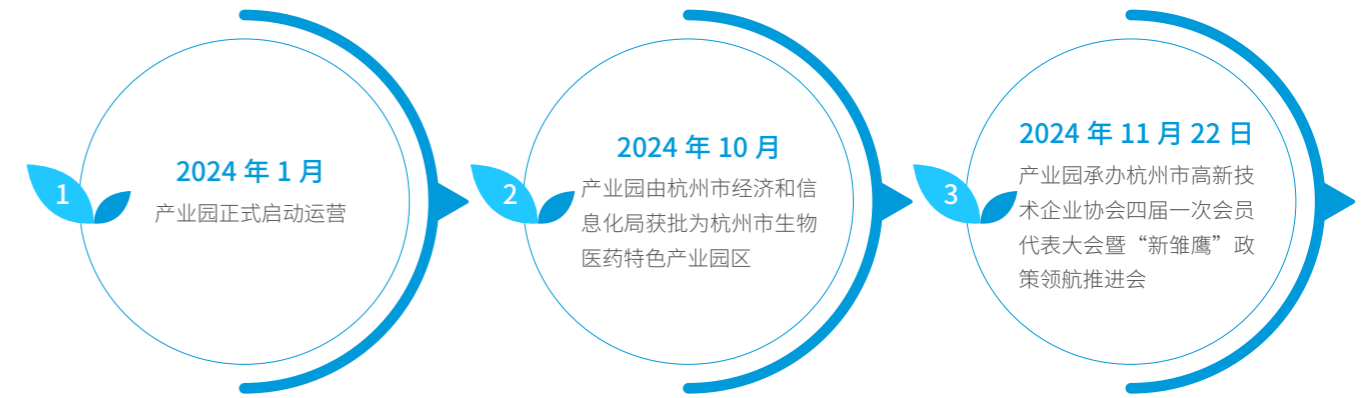 1
2024 年 1 月
产业园正式启动运营
2
2024 年 10 月
产业园由杭州市经济和信
息化局获批为杭州市生物
医药特色产业园区
3
2024 年 11 月 22 日
产业园承办杭州市高新技
术企业协会四届一次会员
代表大会暨“新雏鹰”政
策领航推进会